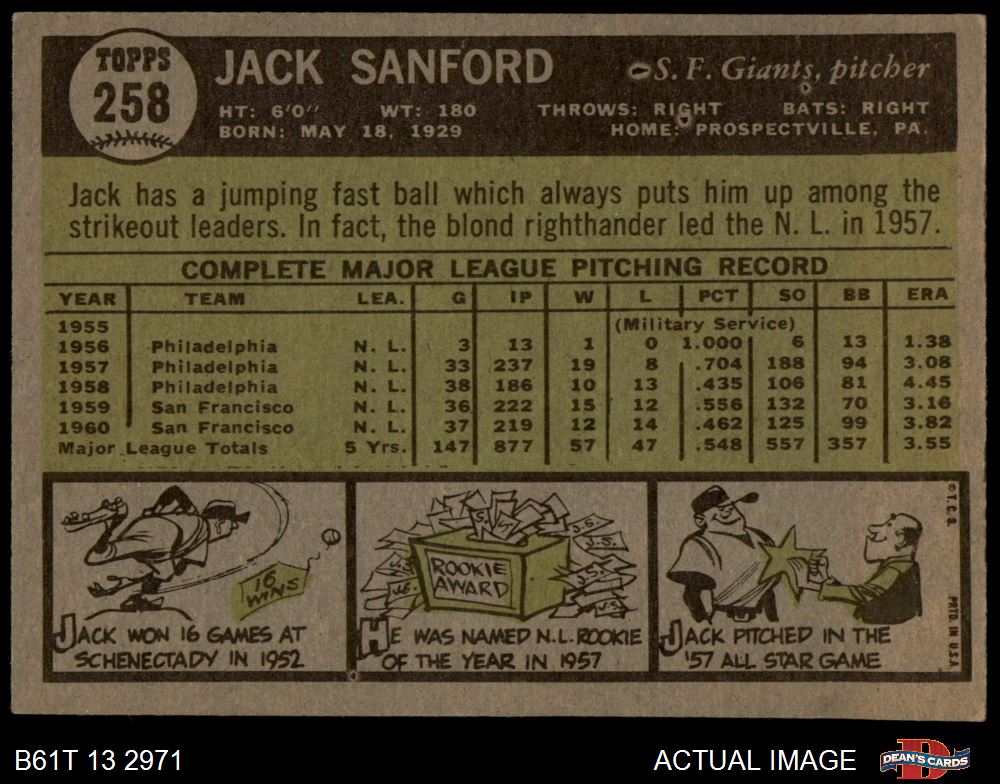 TOPPS
258
JACK SANFORD
S. F. Giants, pitcher
HT: 6'0" WT: 180 THROWS: RIGHT BATS: RIGHT
BORN: MAY 18, 1929 HOME: PROSPECTVILLE, PA.
Jack has a jumping fast ball which always puts him up among the
strikeout leaders. In fact, the blond righthander led the N. L. in 1957.
COMPLETE MAJOR LEAGUE PITCHING RECORD
YEAR TEAM LEA. G IP W L PCT SO BB ERA
1955 (Military Service)
1956 Philadelphia N. L. 3 13 1 0 1.000 6 13 1.38
1957 Philadelphia N. L. 33 237 19 8 .704 188 94 3.08
1958 Philadelphia N. L. 38 186 10 13 .435 106 81 4.45
1959 San Francisco N. L. 36 222 15 12 .556 132 70 3.16
1960 San Francisco N. L. 37 219 12 14 .462 125 99 3.82
Major League Totals 5 Yrs. 147 877 57 47 .548 557 357 3.55
16
WINS
JACK WON 16 GAMES AT
SCHENECTADY IN 1952
J.S.
J.S.
J.S.
J.S.
ROOKIE
AWARD
HE WAS NAMED N.L. ROOKIE
OF THE YEAR IN 1957
JACK PITCHED IN THE
'57 ALL STAR GAME
© T. C. G.
PRTD. IN U.S.A.
B61T 13 2971
ACTUAL IMAGE
D
DEAN'S CARDS